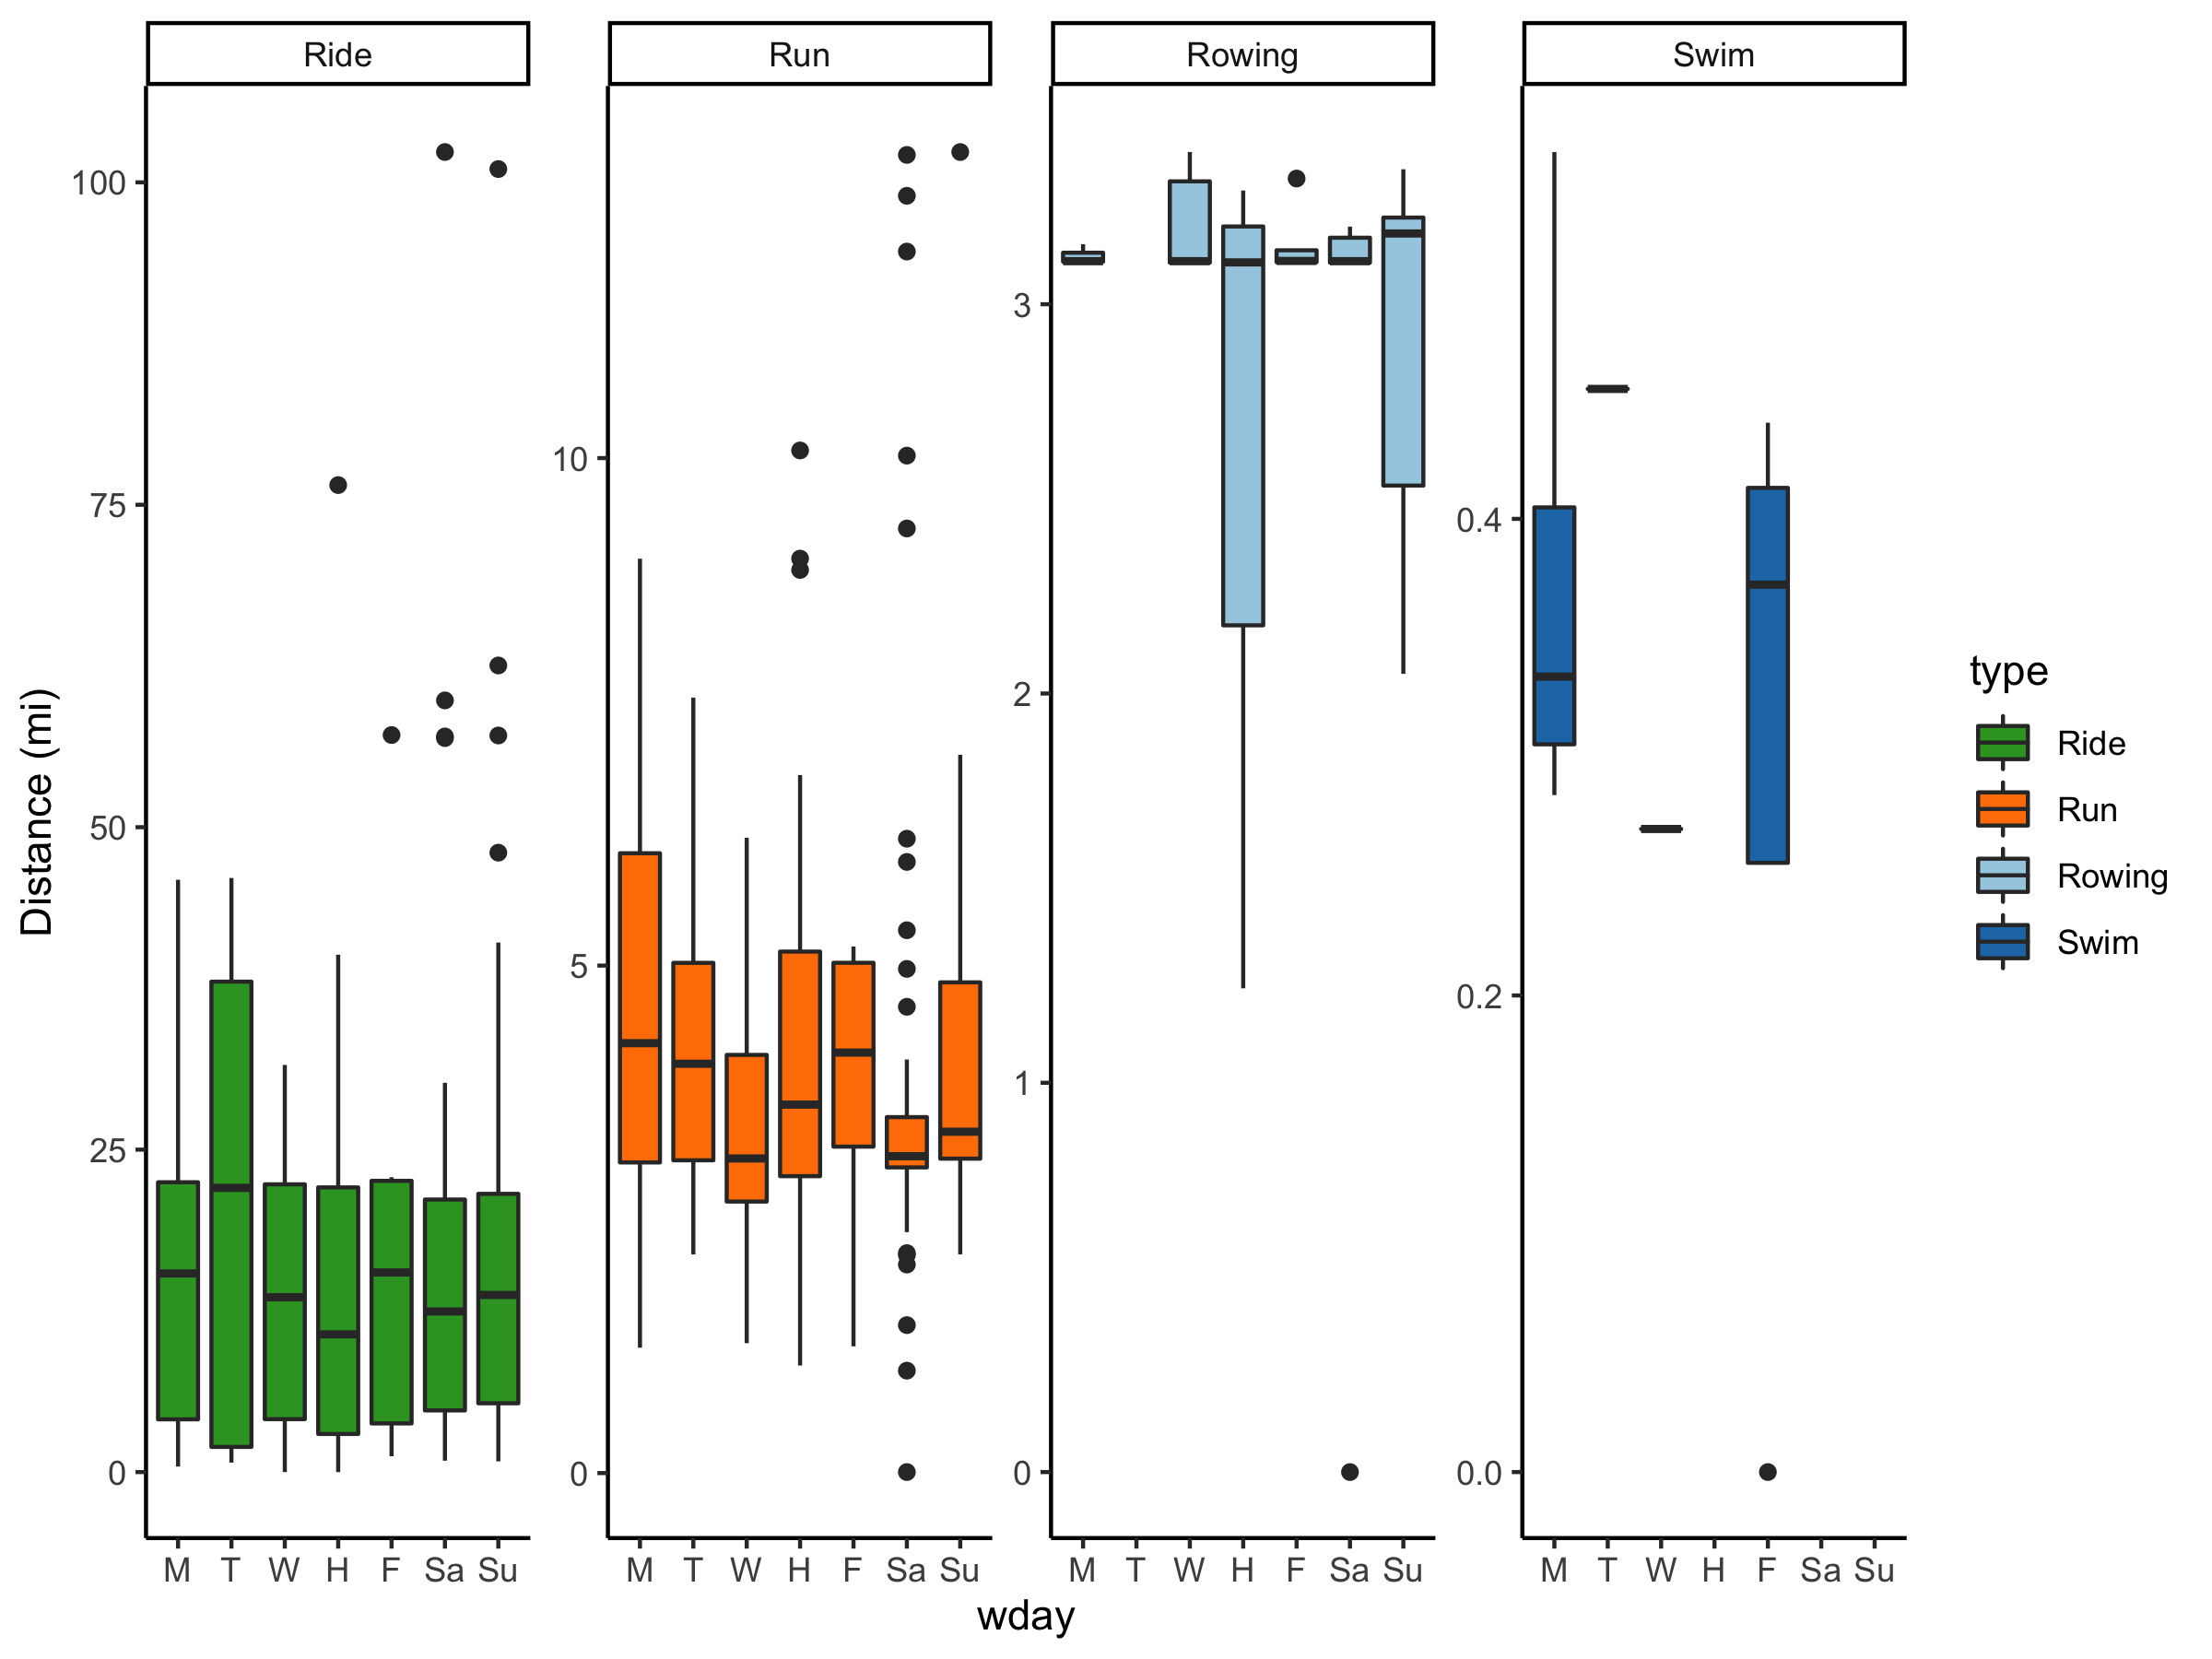 Ride Run Rowing Swim
Distance (mi)
100
75
50
25
0
10
5
0
3
2
1
0
0.4
0.2
0.0
M T W H F Sa Su
M T W H F Sa Su
M T W H F Sa Su
M T W H F Sa Su
wday
type
Ride
Run
Rowing
Swim